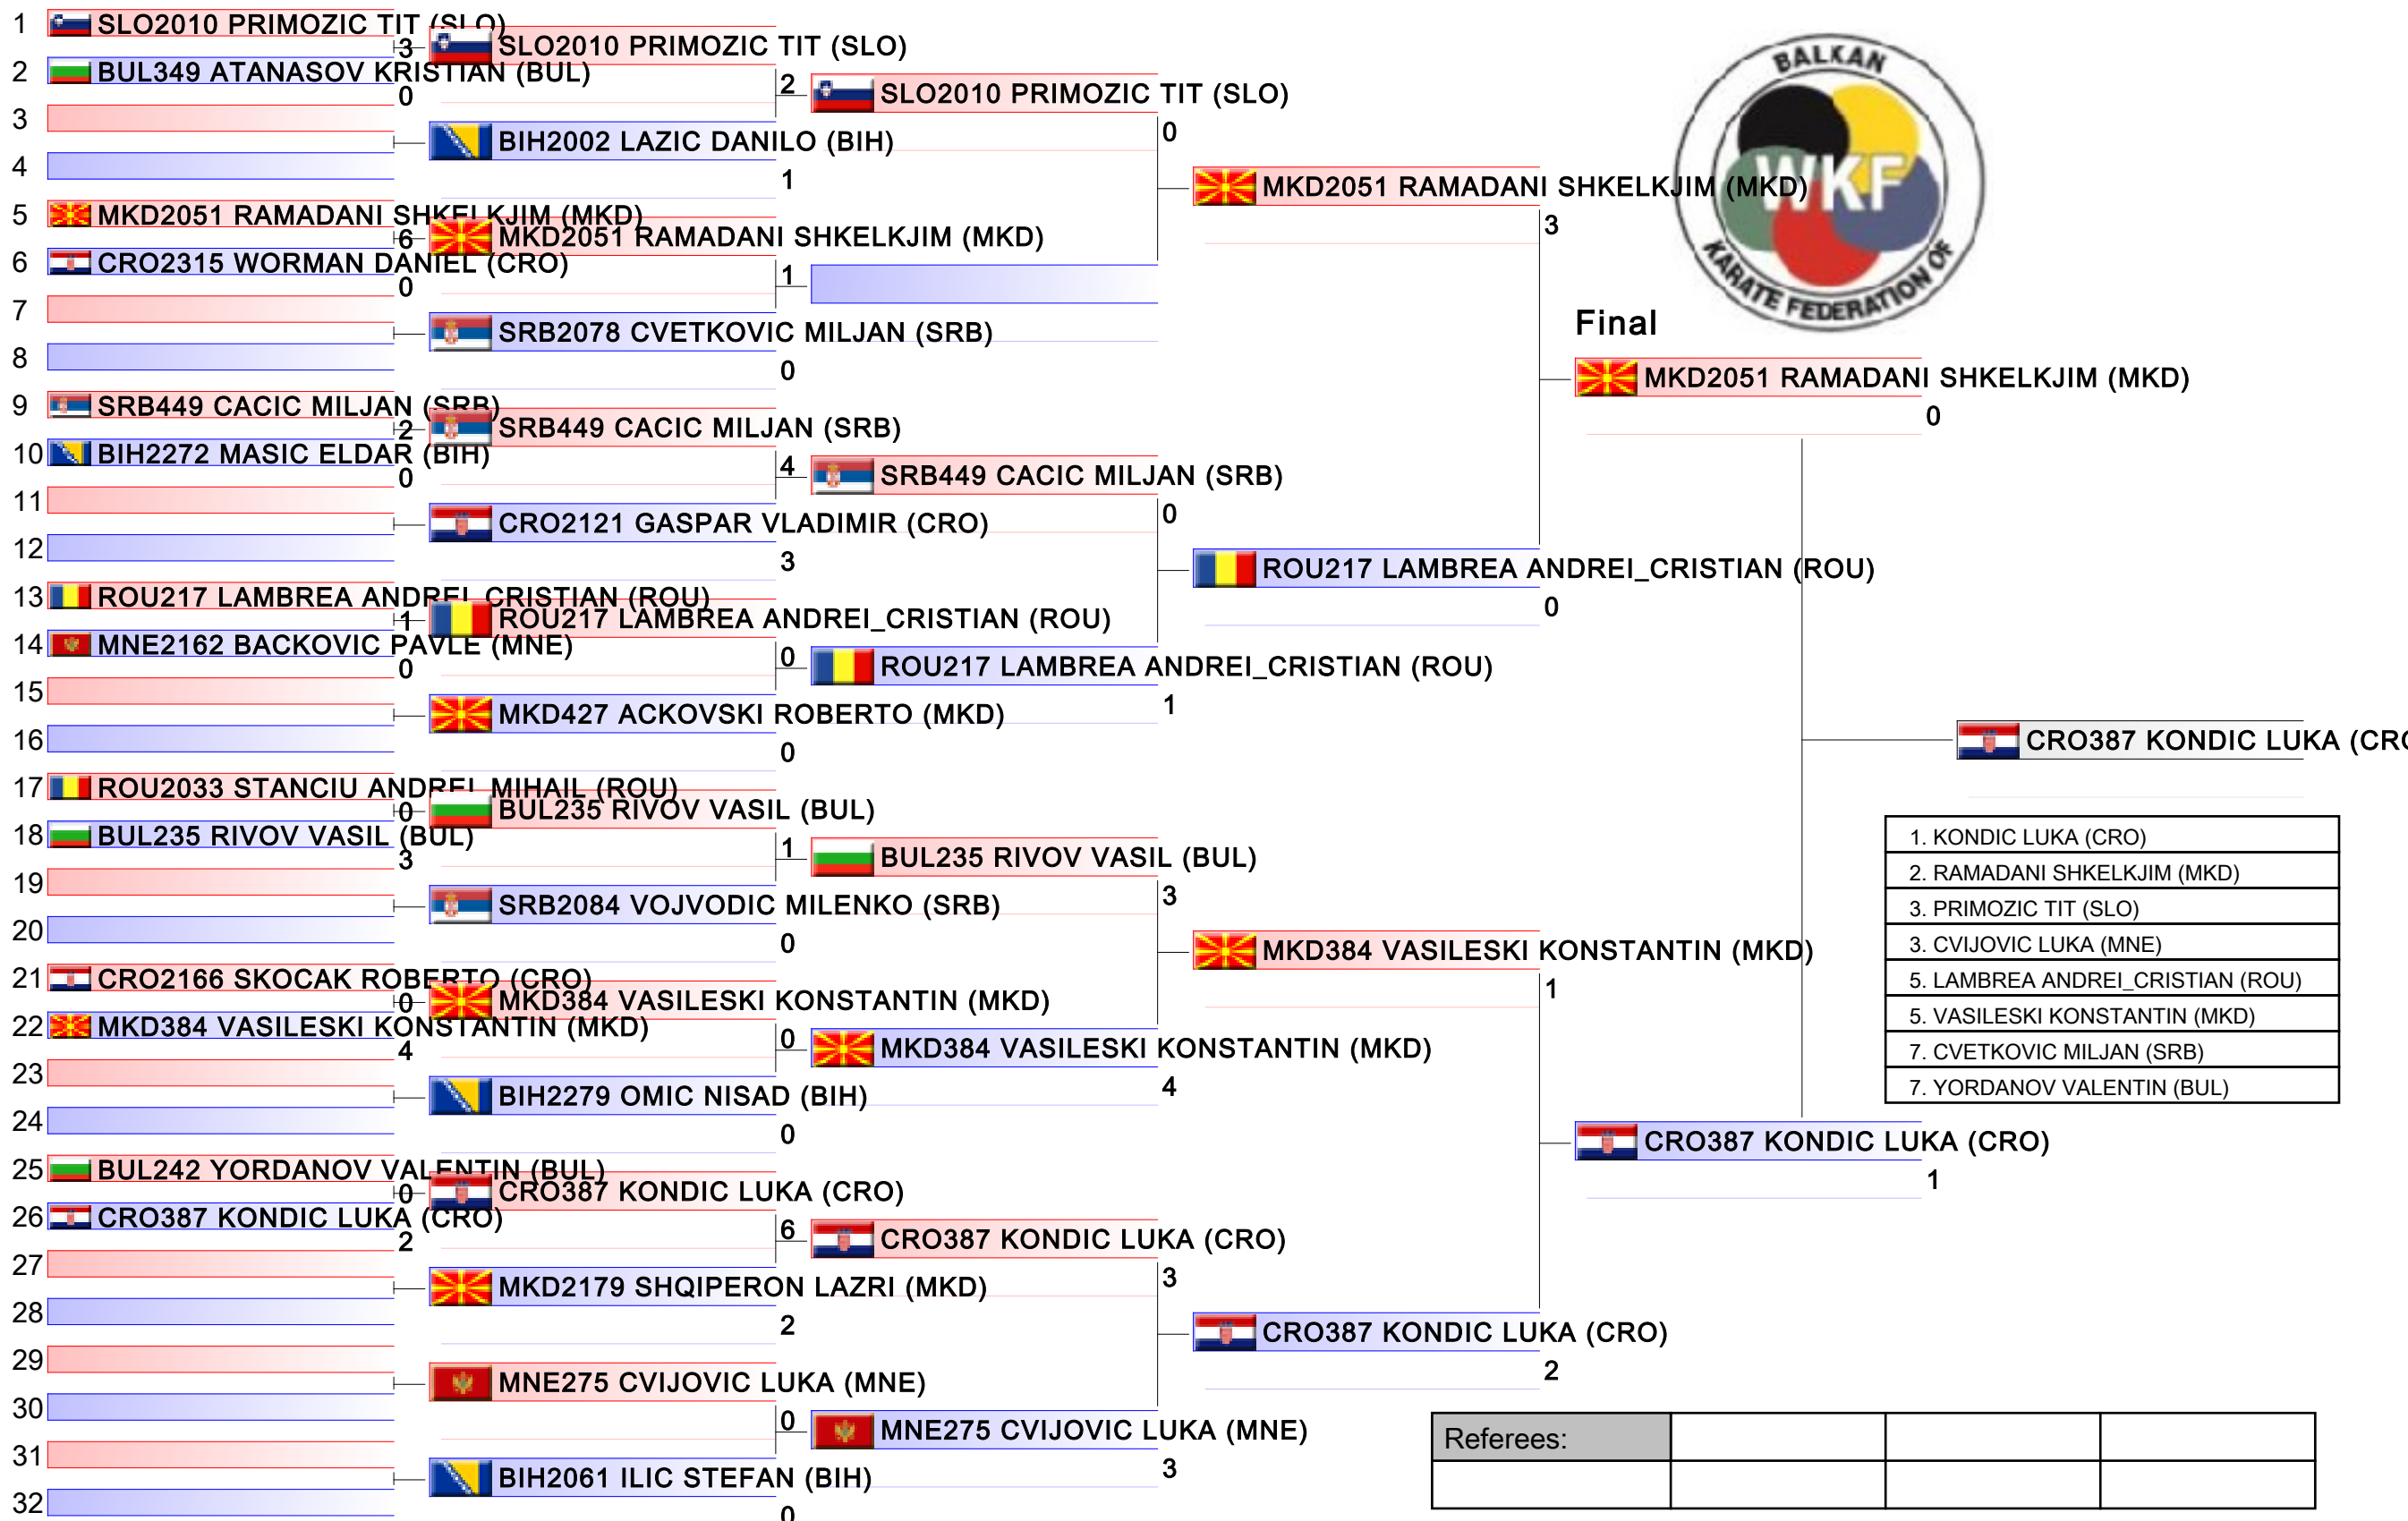 1 SLO2010 PRIMOZIC TIT (SLO)
3
2 BUL349 ATANASOV KRISTIAN (BUL)
0
3
4
5 MKD2051 RAMADANI SHKELKJIM (MKD)
6
6 CRO2315 WORMAN DANIEL (CRO)
0
7
8
9 SRB449 CACIC MILJAN (SRB)
2
10 BIH2272 MASIC ELDAR (BIH)
0
11
12
13 ROU217 LAMBREA ANDREI_CRISTIAN (ROU)
1
14 MNE2162 BACKOVIC PAVLE (MNE)
0
15
16
17 ROU2033 STANCIU ANDREI_MIHAIL (ROU)
0
18 BUL235 RIVOV VASIL (BUL)
3
19
20
21 CRO2166 SKOCAK ROBERTO (CRO)
0
22 MKD384 VASILESKI KONSTANTIN (MKD)
4
23
24
25 BUL242 YORDANOV VALENTIN (BUL)
0
26 CRO387 KONDIC LUKA (CRO)
2
27
28
29
30
31
32
SLO2010 PRIMOZIC TIT (SLO)
2
BIH2002 LAZIC DANILO (BIH)
1
MKD2051 RAMADANI SHKELKJIM (MKD)
1
SRB2078 CVETKOVIC MILJAN (SRB)
0
SRB449 CACIC MILJAN (SRB)
4
CRO2121 GASPAR VLADIMIR (CRO)
3
ROU217 LAMBREA ANDREI_CRISTIAN (ROU)
0
MKD427 ACKOVSKI ROBERTO (MKD)
0
BUL235 RIVOV VASIL (BUL)
1
SRB2084 VOJVODIC MILENKO (SRB)
0
MKD384 VASILESKI KONSTANTIN (MKD)
0
BIH2279 OMIC NISAD (BIH)
0
CRO387 KONDIC LUKA (CRO)
6
MKD2179 SHQIPERON LAZRI (MKD)
2
MNE275 CVIJOVIC LUKA (MNE)
0
BIH2061 ILIC STEFAN (BIH)
0
SLO2010 PRIMOZIC TIT (SLO)
0
SRB449 CACIC MILJAN (SRB)
0
ROU217 LAMBREA ANDREI_CRISTIAN (ROU)
1
BUL235 RIVOV VASIL (BUL)
3
MKD384 VASILESKI KONSTANTIN (MKD)
4
CRO387 KONDIC LUKA (CRO)
3
MNE275 CVIJOVIC LUKA (MNE)
3
MKD2051 RAMADANI SHKELKJIM (MKD)
3
ROU217 LAMBREA ANDREI_CRISTIAN (ROU)
0
MKD384 VASILESKI KONSTANTIN (MKD)
1
CRO387 KONDIC LUKA (CRO)
2
BALKAN
WKF
KARATE FEDERATION OF
Final
MKD2051 RAMADANI SHKELKJIM (MKD)
0
CRO387 KONDIC LUKA (CRO)
1
CRO387 KONDIC LUKA (CRO
1. KONDIC LUKA (CRO)
2. RAMADANI SHKELKJIM (MKD)
3. PRIMOZIC TIT (SLO)
3. CVIJOVIC LUKA (MNE)
5. LAMBREA ANDREI_CRISTIAN (ROU)
5. VASILESKI KONSTANTIN (MKD)
7. CVETKOVIC MILJAN (SRB)
7. YORDANOV VALENTIN (BUL)
Referees: